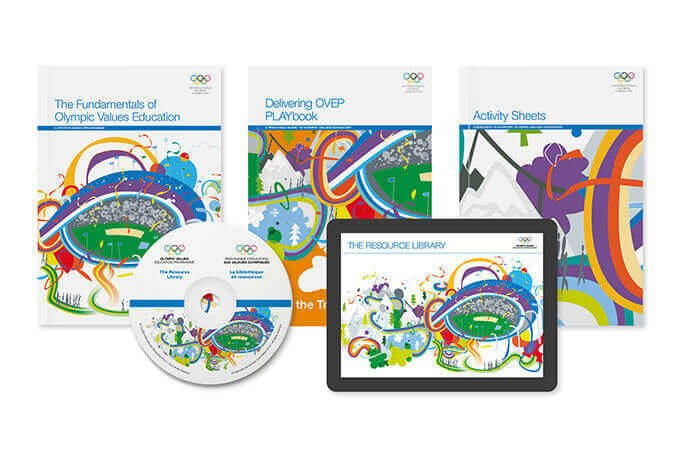 The Fundamentals of
Olympic Values Education
Delivering OVEP
PLAYbook
Activity Sheets
the Tr
OLYMPIC VALUES
EDUCATION PROGRAMME
The Resource
Library
PROGRAMME D'ÉDUCATION
AUX VALEURS OLYMPIQUES
La bibliothèque
de ressources
THE RESOURCE LIBRARY